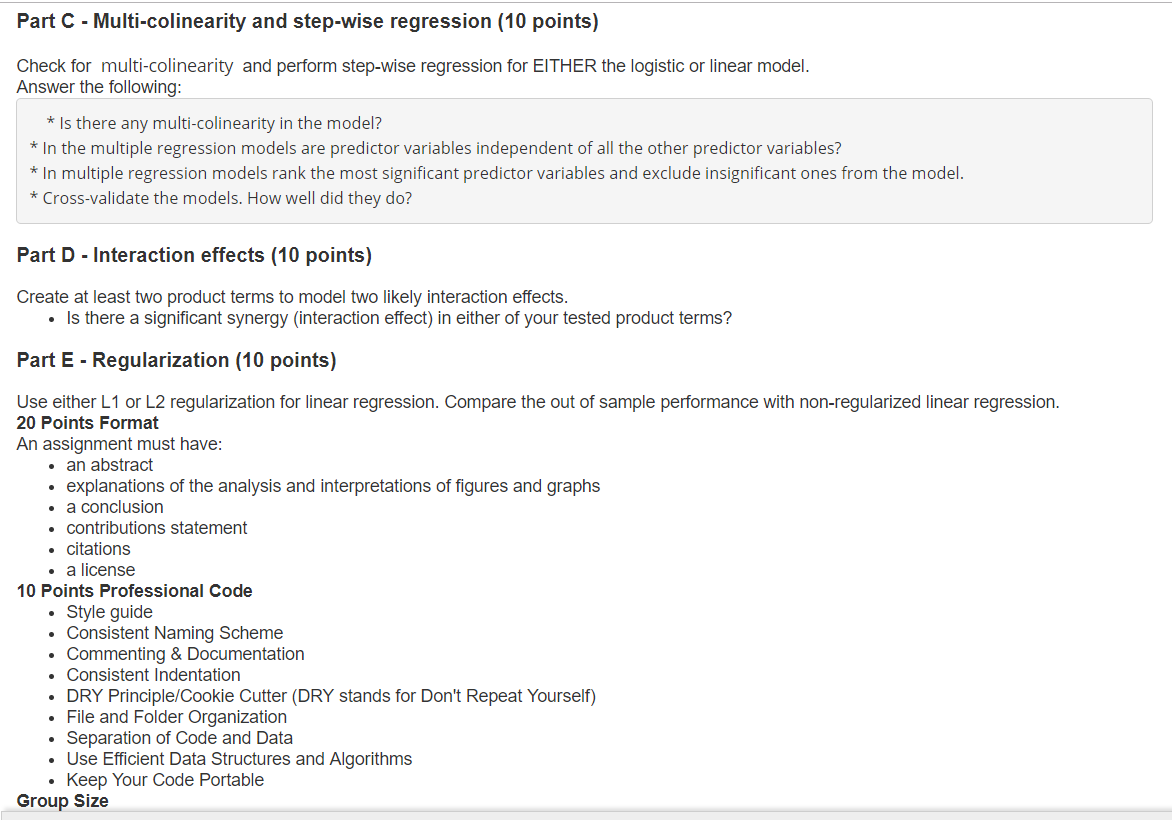 Part C - Multi-colinearity and step-wise regression (10 points)
Check for multi-colinearity and perform step-wise regression for EITHER the logistic or linear model.
Answer the following:
* Is there any multi-colinearity in the model?
* In the multiple regression models are predictor variables independent of all the other predictor variables?
* In multiple regression models rank the most significant predictor variables and exclude insignificant ones from the model.
* Cross-validate the models. How well did they do?
Part D - Interaction effects (10 points)
Create at least two product terms to model two likely interaction effects.
• Is there a significant synergy (interaction effect) in either of your tested product terms?
Part E - Regularization (10 points)
Use either L1 or L2 regularization for linear regression. Compare the out of sample performance with non-regularized linear regression.
20 Points Format
An assignment must have:
• an abstract
• explanations of the analysis and interpretations of figures and graphs
• a conclusion
• contributions statement
• citations
• a license
10 Points Professional Code
• Style guide
• Consistent Naming Scheme
• Commenting & Documentation
• Consistent Indentation
• DRY Principle/Cookie Cutter (DRY stands for Don't Repeat Yourself)
• File and Folder Organization
• Separation of Code and Data
• Use Efficient Data Structures and Algorithms
• Keep Your Code Portable
Group Size